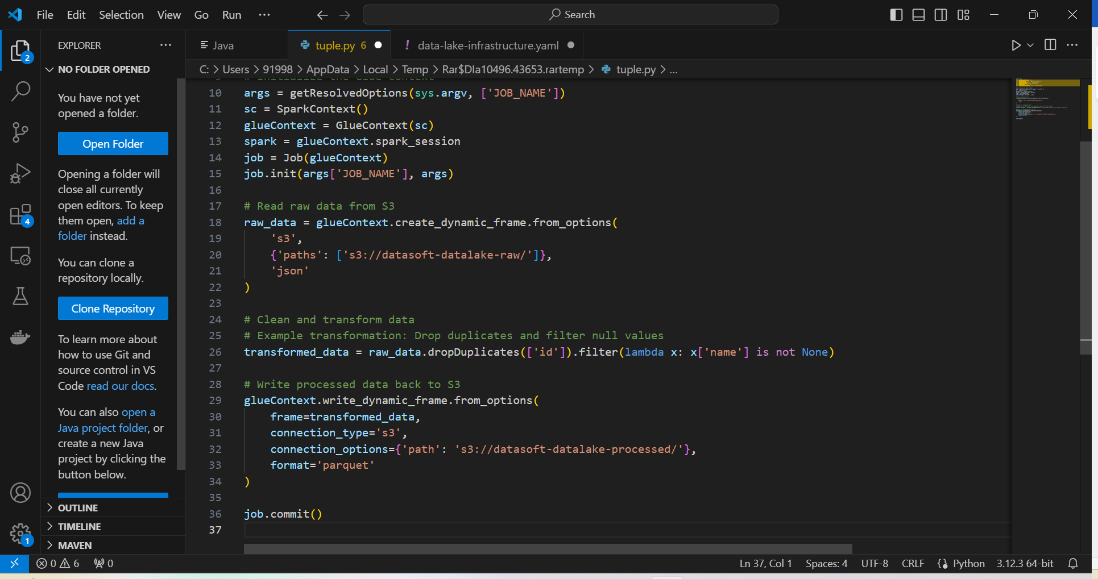 File Edit Selection View Go Run ··· Search
EXPLORER ···
Java
tuple.py 6
! data-lake-infrastructure.yaml
NO FOLDER OPENED
C: > Users > 91998 > AppData > Local > Temp > Rar$DIa10496.43653.rartemp > tuple.py > ...
You have not yet
opened a folder.
Open Folder
Opening a folder will
close all currently
open editors. To keep
them open, add a
folder instead.
You can clone a
repository locally.
Clone Repository
To learn more about
how to use Git and
source control in VS
Code read our docs.
You can also open a
Java project folder, or
create a new Java
project by clicking the
button below.
OUTLINE
TIMELINE
MAVEN
2
4
1
10 args = getResolvedOptions(sys.argv, ['JOB_NAME'])
11 sc = SparkContext()
12 glueContext = GlueContext(sc)
13 spark = glueContext.spark_session
14 job = Job(glueContext)
15 job.init(args['JOB_NAME'], args)
16
17 # Read raw data from S3
18 raw_data = glueContext.create_dynamic_frame.from_options(
19     's3',
20     {'paths': ['s3://datasoft-datalake-raw/']},
21     'json'
22 )
23
24 # Clean and transform data
25 # Example transformation: Drop duplicates and filter null values
26 transformed_data = raw_data.dropDuplicates(['id']).filter(lambda x: x['name'] is not None)
27
28 # Write processed data back to S3
29 glueContext.write_dynamic_frame.from_options(
30     frame=transformed_data,
31     connection_type='s3',
32     connection_options={'path': 's3://datasoft-datalake-processed/'},
33     format='parquet'
34 )
35
36 job.commit()
37
0 6 0 Ln 37, Col 1 Spaces: 4 UTF-8 CRLF Python 3.12.3 64-bit